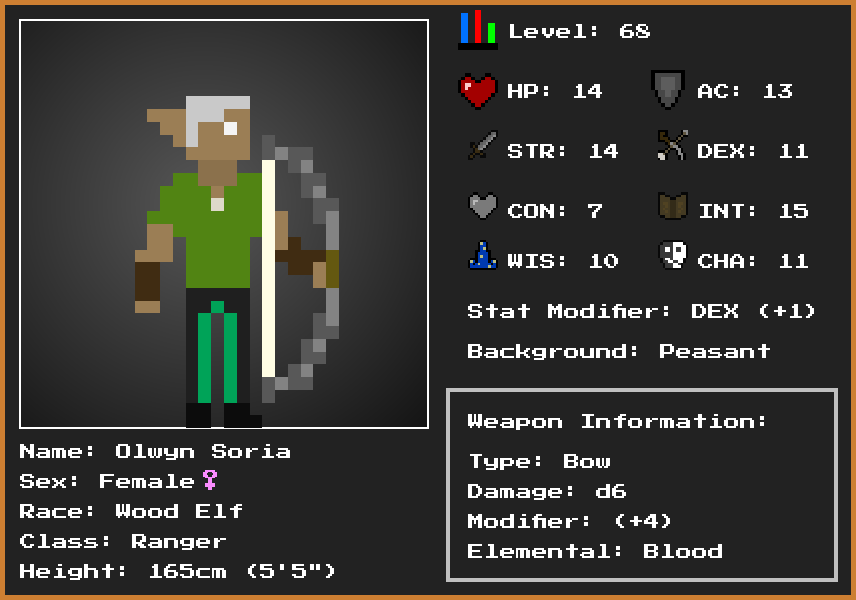 Level: 68
HP: 14 AC: 13
STR: 14 DEX: 11
CON: 7 INT: 15
WIS: 10 CHA: 11
Stat Modifier: DEX (+1)
Background: Peasant
Weapon Information:
Type: Bow
Damage: d6
Modifier: (+4)
Elemental: Blood
Name: Olwyn Soria
Sex: Female♀
Race: Wood Elf
Class: Ranger
Height: 165cm (5'5")